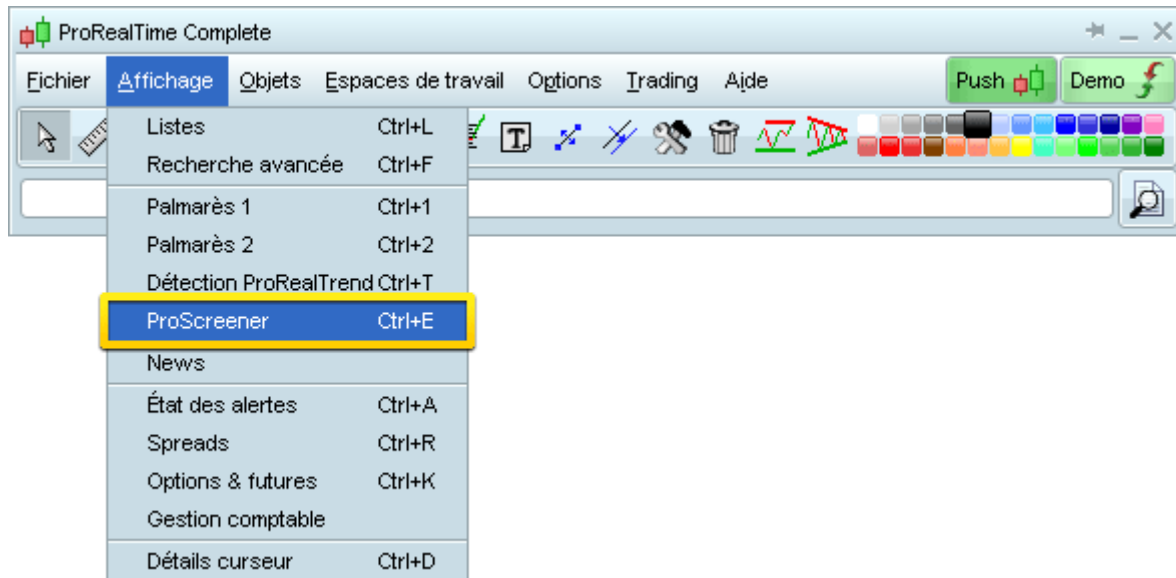 ProRealTime Complete
Fichier Affichage Objets Espaces de travail Options Trading Aide Push Demo
Listes Ctrl+L
Recherche avancée Ctrl+F
Palmarès 1 Ctrl+1
Palmarès 2 Ctrl+2
Détection ProRealTrend Ctrl+T
ProScreener Ctrl+E
News
État des alertes Ctrl+A
Spreads Ctrl+R
Options & futures Ctrl+K
Gestion comptable
Détails curseur Ctrl+D